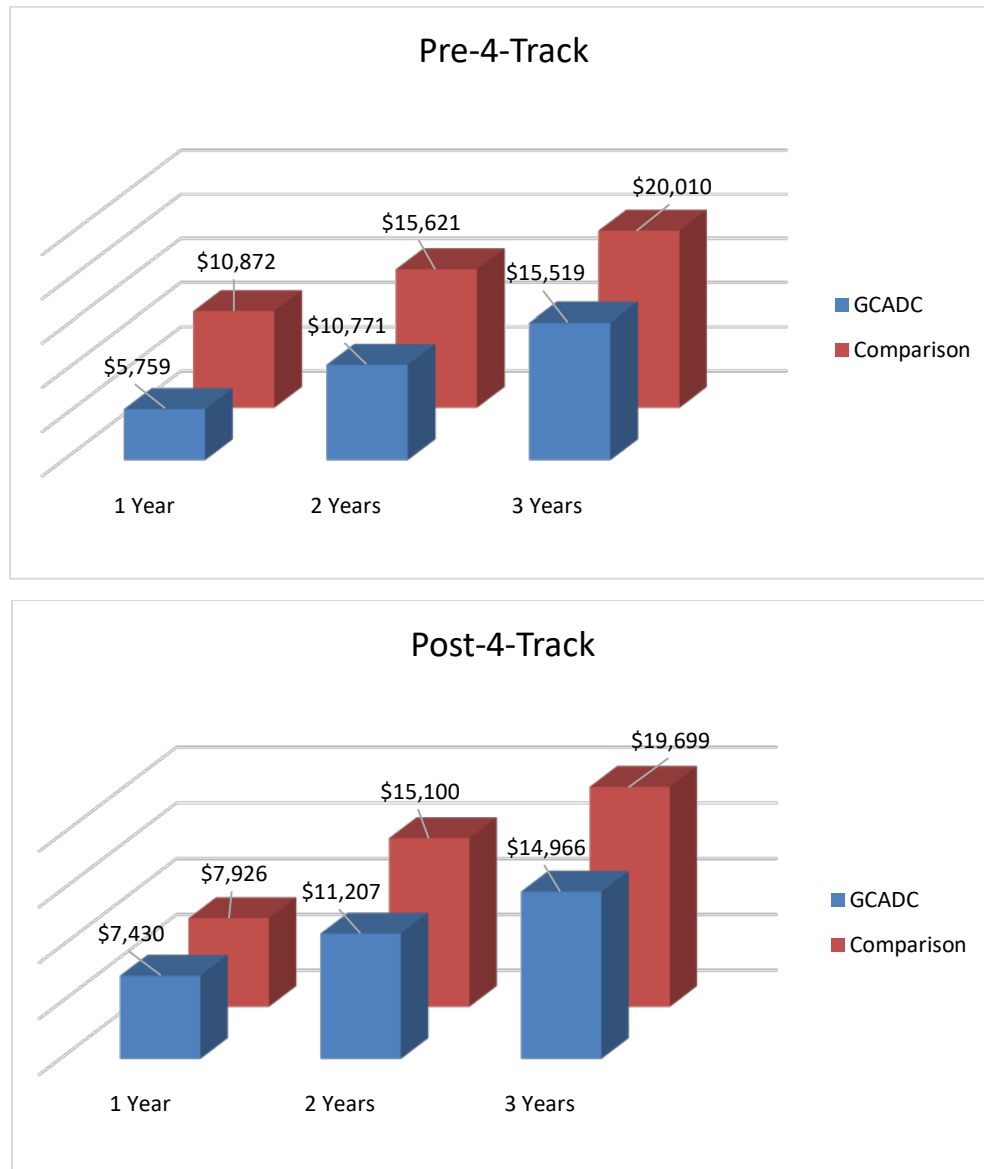 Pre-4-Track
$20,010
$15,621
$15,519
$10,872
$10,771
$5,759
GCADC
Comparison
1 Year 2 Years 3 Years
Post-4-Track
$19,699
$15,100
$14,966
$7,926
$11,207
$7,430
GCADC
Comparison
1 Year 2 Years 3 Years